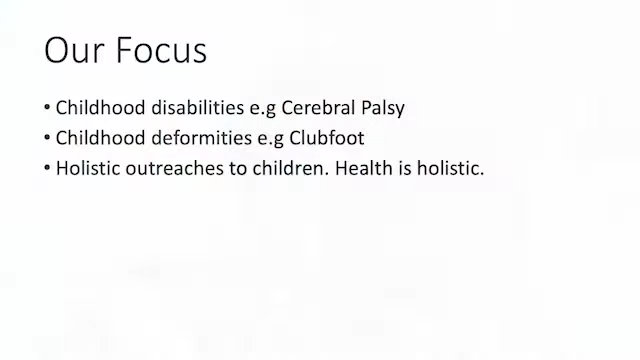 Our Focus
• Childhood disabilities e.g Cerebral Palsy
• Childhood deformities e.g Clubfoot
• Holistic outreaches to children. Health is holistic.